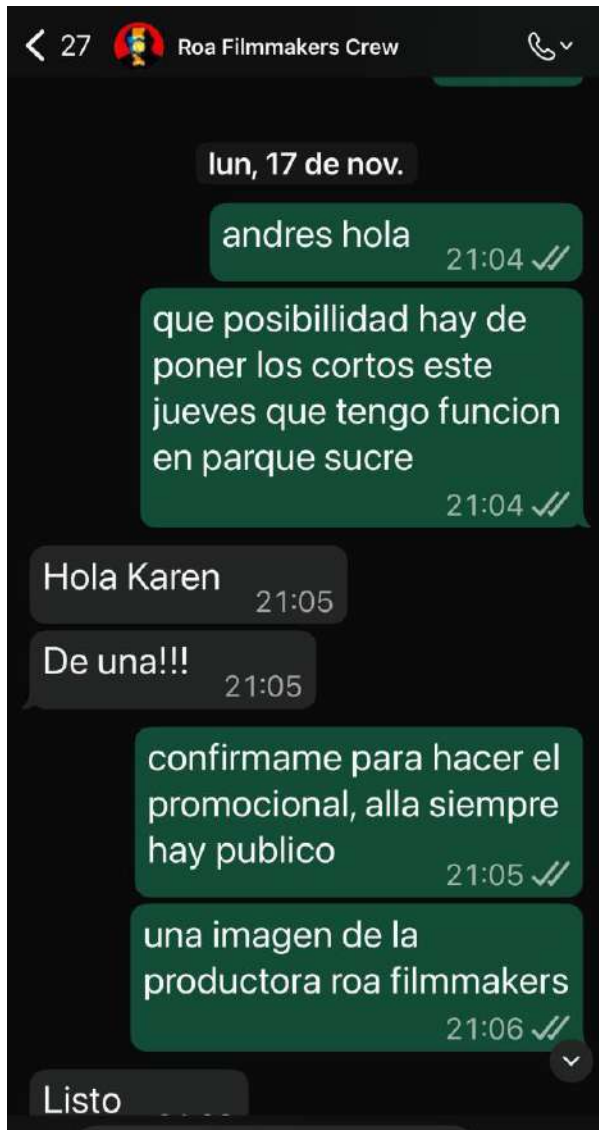 27 Roa Filmmakers Crew
lun, 17 de nov.
andres hola
21:04
que posibillidad hay de
poner los cortos este
jueves que tengo funcion
en parque sucre
21:04
Hola Karen
21:05
De una!!!
21:05
confirmame para hacer el
promocional, alla siempre
hay publico
21:05
una imagen de la
productora roa filmmakers
21:06
Listo